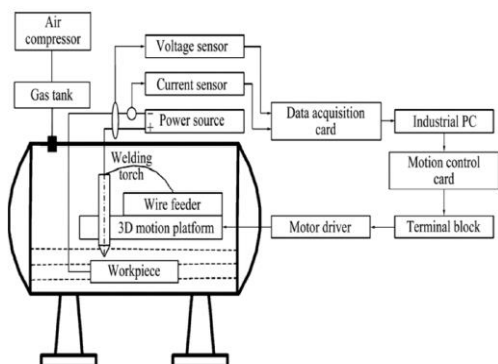 Air
compressor
Gas tank
Voltage sensor
Current sensor
Power source
Data acquisition
card
Industrial PC
Motion control
card
Terminal block
Motor driver
Welding
torch
Wire feeder
3D motion platform
Workpiece